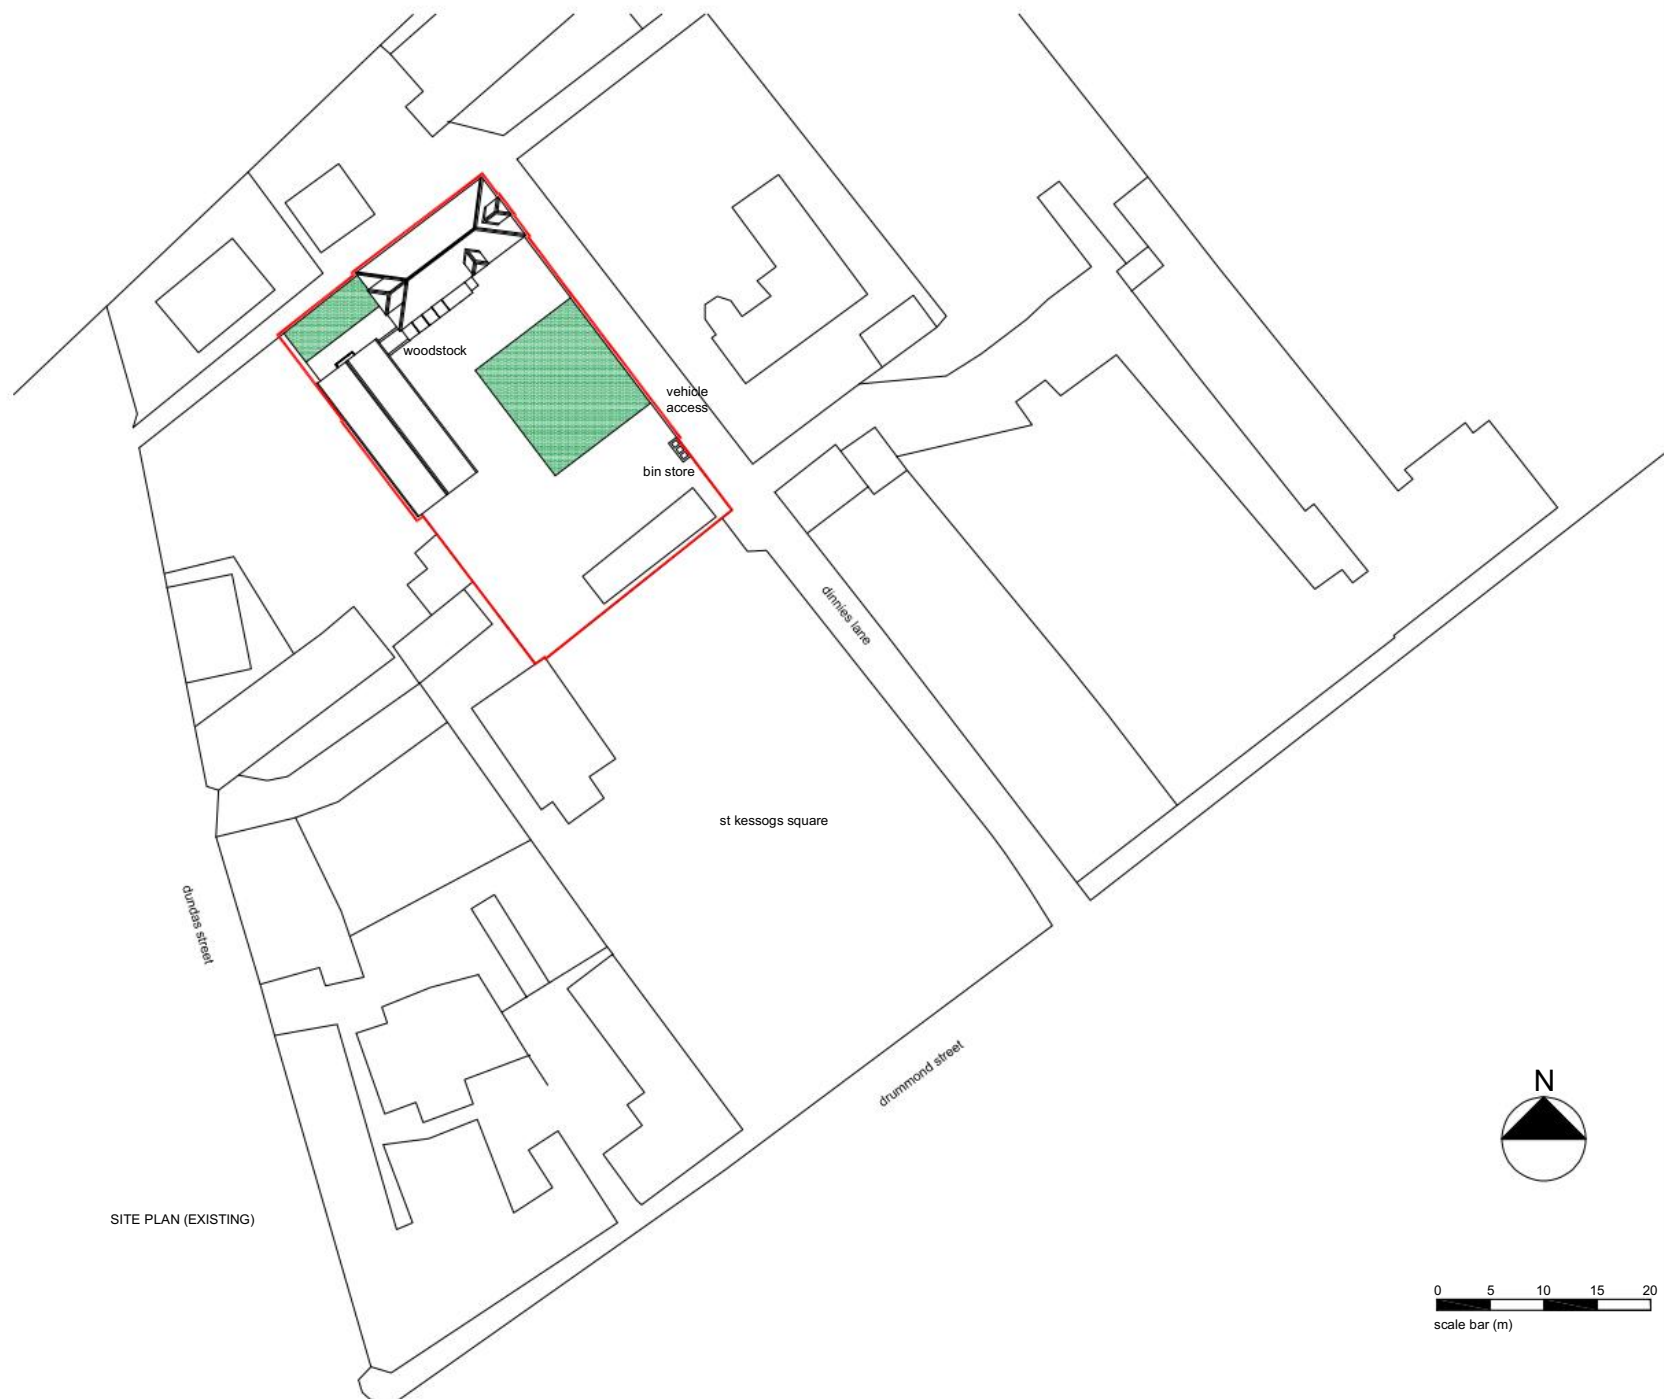 woodstock
vehicle
access
bin store
dinnies lane
st kessogs square
dundas street
drummond street
N
SITE PLAN (EXISTING)
0 5 10 15 20
scale bar (m)